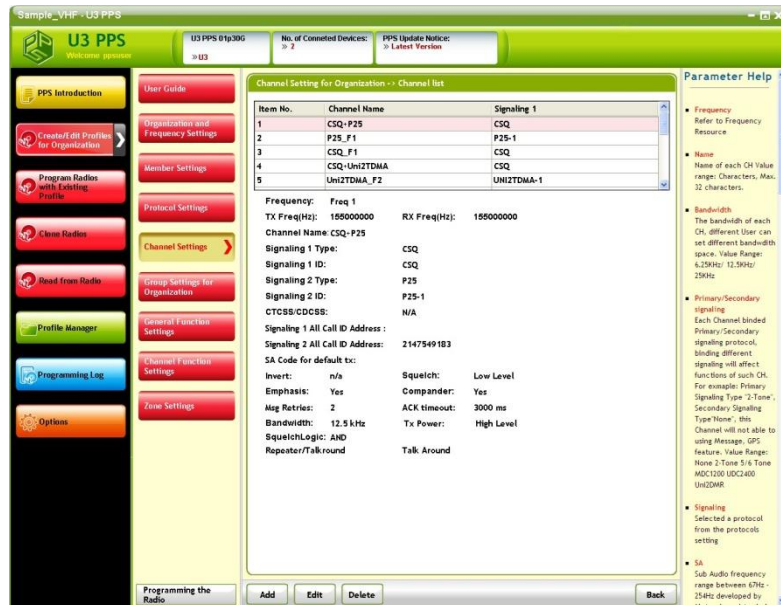 Sample_VHF - U3 PPS
U3 PPS
Welcome ppsuser
U3 PPS 01p30G
»U3
No. of Conneted Devices:
» 2
PPS Update Notice:
» Latest Version
PPS Introduction
Create/Edit Profiles
for Organization
Program Radios
with Existing
Profile
Clone Radios
Read from Radio
Profile Manager
Programming Log
Options
User Guide
Organization and
Frequency Settings
Member Settings
Protocol Settings
Channel Settings
Group Settings for
Organization
General Function
Settings
Channel Function
Settings
Zone Settings
Programming the
Radio
Channel Setting for Organization -> Channel list
Item No. Channel Name Signaling 1
1 CSQ+P25 CSQ
2 P25_F1 P25-1
3 CSQ_F1 CSQ
4 CSQ+Uni2TDMA CSQ
5 Uni2TDMA_F2 UNI2TDMA-1
Frequency: Freq 1
TX Freq(Hz): 155000000 RX Freq(Hz): 155000000
Channel Name: CSQ+P25
Signaling 1 Type: CSQ
Signaling 1 ID: CSQ
Signaling 2 Type: P25
Signaling 2 ID: P25-1
CTCSS/CDCSS: N/A
Signaling 1 All Call ID Address :
Signaling 2 All Call ID Address: 2147549183
SA Code for default tx:
Invert: n/a Squelch: Low Level
Emphasis: Yes Compander: Yes
Msg Retries: 2 ACK timeout: 3000 ms
Bandwidth: 12.5 kHz Tx Power: High Level
SquelchLogic: AND
Repeater/Talkround Talk Around
Add Edit Delete Back
Parameter Help
Frequency
Refer to Frequency
Resource
Name
Name of each CH Value
range: Characters, Max.
32 characters.
Bandwidth
The bandwidh of each
CH, different User can
set different bandwdith
space. Value Range:
6.25KHz/ 12.5KHz/
25KHz
Primary/Secondary
signaling
Each Channel binded
Primary/Secondary
signaling protocol,
binding different
signaling will affect
functions of such CH.
For exmaple: Primary
Signaling Type "2-Tone",
Secondary Signaling
Type"None", this
Channel will not able to
using Message, GPS
feature. Value Range:
None 2-Tone 5/6 Tone
MDC1200 UDC2400
Uni2DMR
Signaling
Selected a protocol
from the protocols
setting
SA
Sub Audio frequency
range between 67Hz -
254Hz developed by